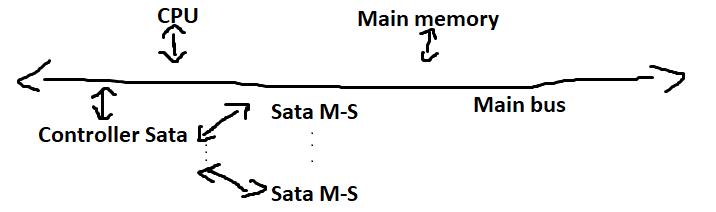 CPU
Main memory
Main bus
Controller Sata
Sata M-S
Sata M-S